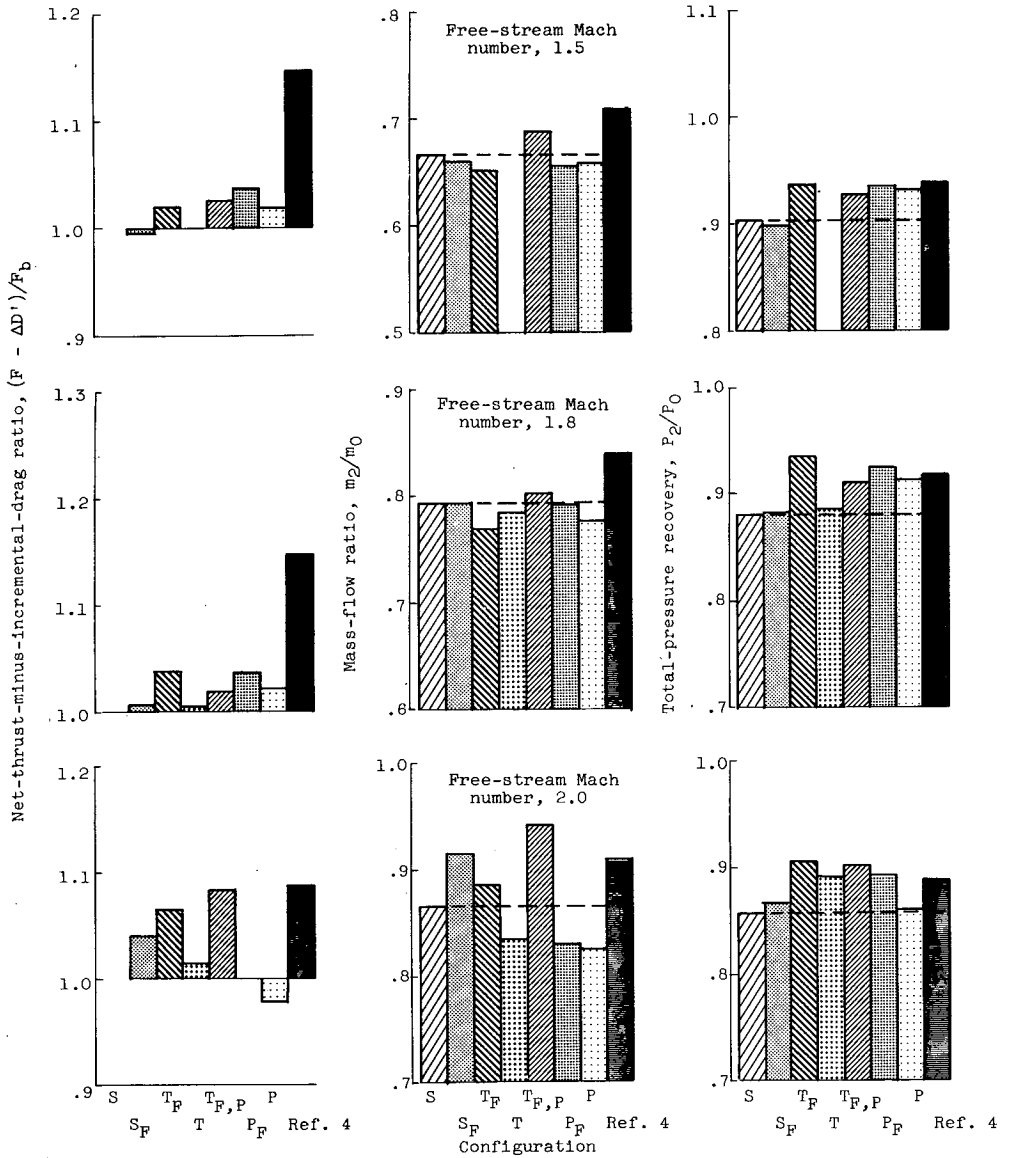 Net-thrust-minus-incremental-drag ratio, (F - ΔD')/F_b
1.2
1.1
1.0
.9
Mass-flow ratio, m2/m0
Free-stream Mach
number, 1.5
.8
.7
.6
.5
Total-pressure recovery, P2/P0
1.1
1.0
.9
.8
1.3
1.2
1.1
1.0
Free-stream Mach
number, 1.8
.9
.8
.7
.6
1.0
.9
.8
.7
1.2
1.1
1.0
.9
S T_F T_F,P P
S_F T P_F Ref. 4
Free-stream Mach
number, 2.0
1.0
.9
.8
.7
S T_F T_F,P P
S_F T P_F Ref. 4
1.0
.9
.8
.7
S T_F T_F,P P
S_F T P_F Ref. 4
Configuration